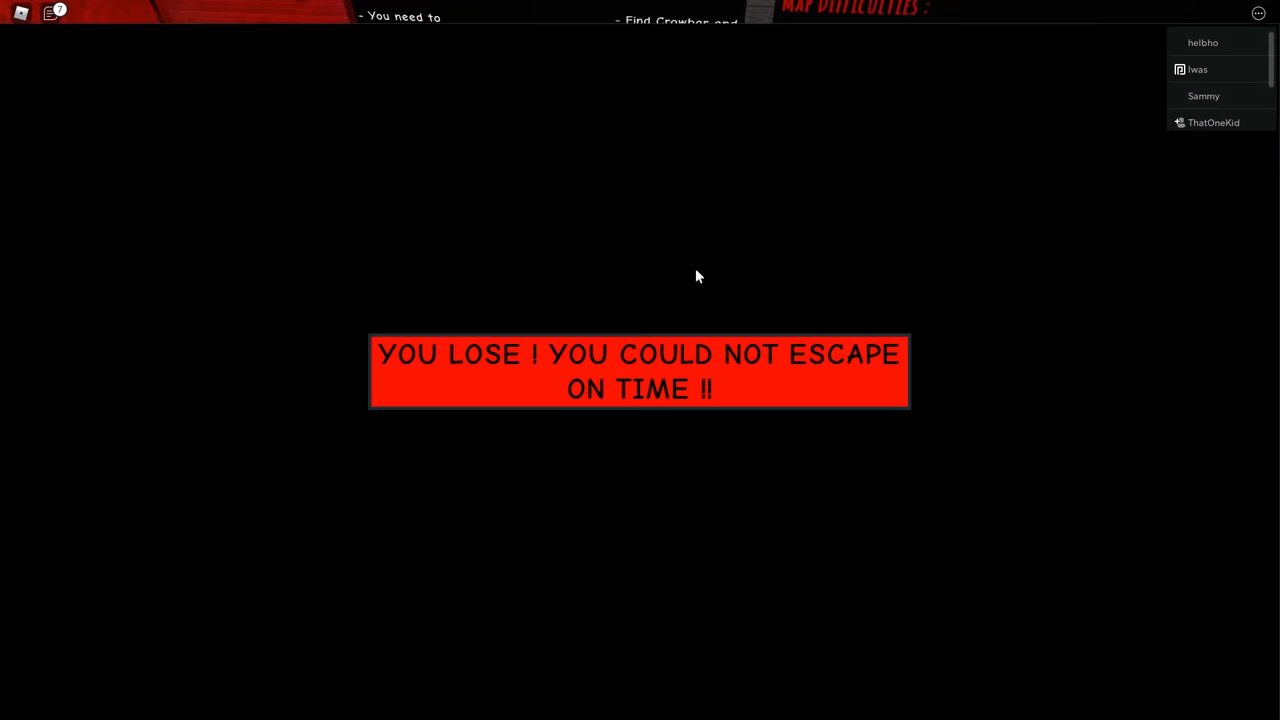 7
- You need to
- Find Crowbar and
MAP DIFFICULTIES :
helbho
Iwas
Sammy
ThatOneKid
YOU LOSE ! YOU COULD NOT ESCAPE
ON TIME !!